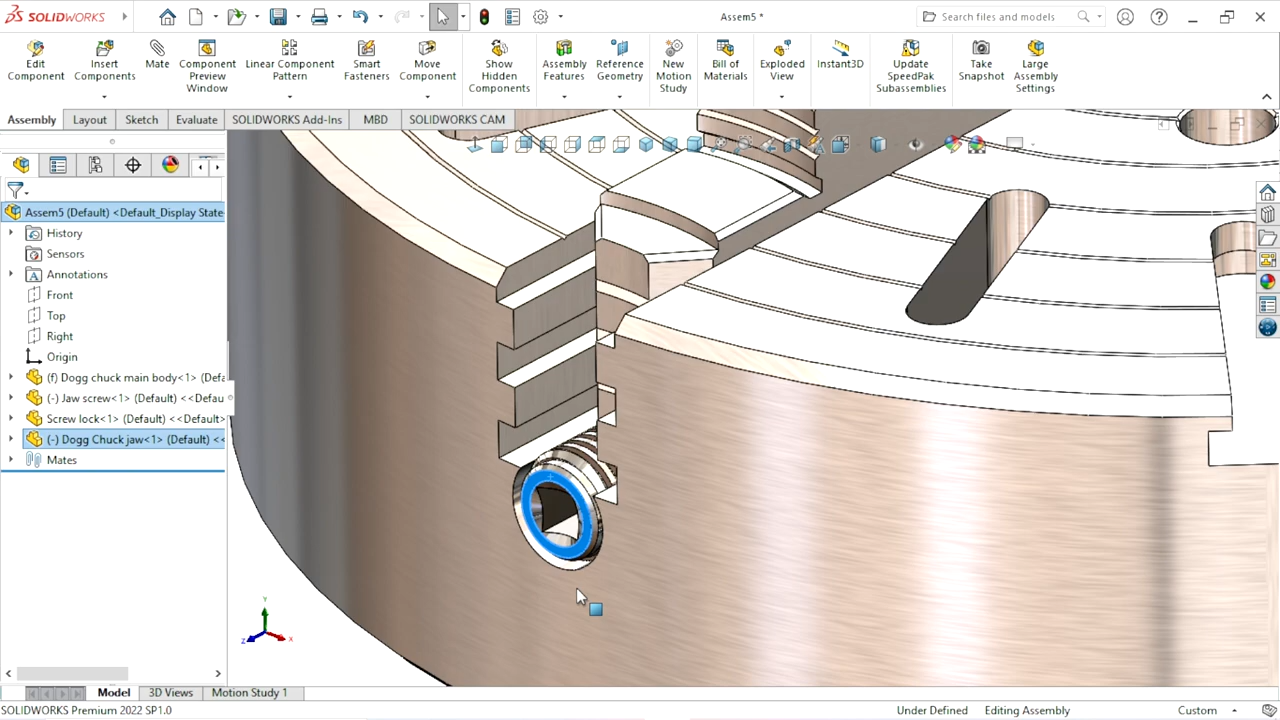 SOLIDWORKS
Assem5 *
Search files and models
Edit Component
Insert Components
Mate
Component Preview Window
Linear Component Pattern
Smart Fasteners
Move Component
Show Hidden Components
Assembly Features
Reference Geometry
New Motion Study
Bill of Materials
Exploded View
Instant3D
Update SpeedPak Subassemblies
Take Snapshot
Large Assembly Settings
Assembly
Layout
Sketch
Evaluate
SOLIDWORKS Add-Ins
MBD
SOLIDWORKS CAM
Assem5 (Default) <Default_Display State
History
Sensors
Annotations
Front
Top
Right
Origin
(f) Dogg chuck main body<1> (Defa
(-) Jaw screw<1> (Default) <<Defau
Screw lock<1> (Default) <<Default>
(-) Dogg Chuck jaw<1> (Default) <<
Mates
Y
X
Z
Model
3D Views
Motion Study 1
SOLIDWORKS Premium 2022 SP1.0
Under Defined
Editing Assembly
Custom